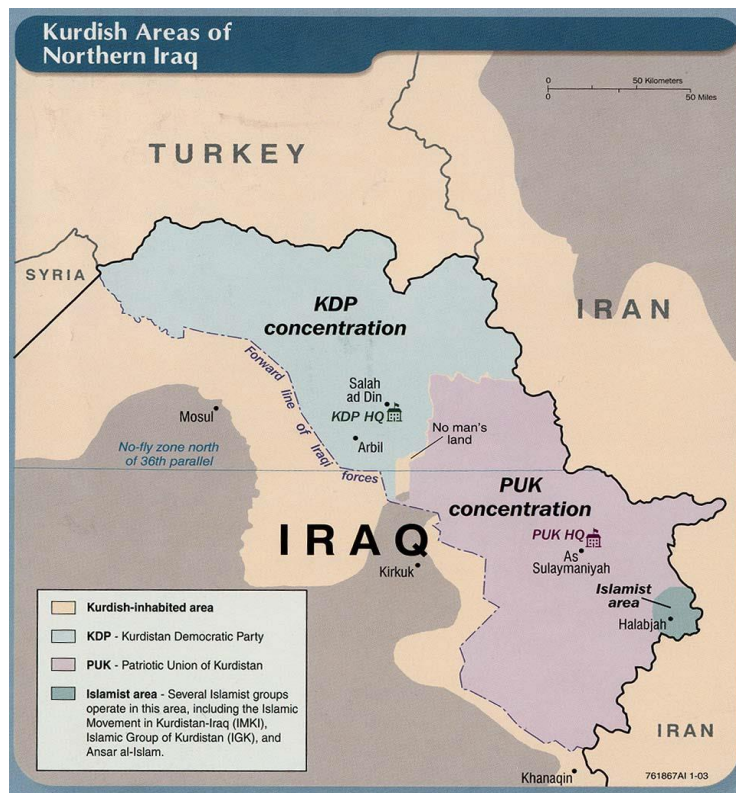 Kurdish Areas of
Northern Iraq
0 50 Kilometers
0 50 Miles
TURKEY
SYRIA
IRAN
KDP
concentration
Forward line of Iraqi forces
Salah
ad Din
KDP HQ
Mosul
Arbil
No man's
land
No-fly zone north
of 36th parallel
PUK
concentration
IRAQ
PUK HQ
As
Sulaymaniyah
Kirkuk
Islamist
area
Halabjah
IRAN
Khanaqin
Kurdish-inhabited area
KDP - Kurdistan Democratic Party
PUK - Patriotic Union of Kurdistan
Islamist area - Several Islamist groups
operate in this area, including the Islamic
Movement in Kurdistan-Iraq (IMKI),
Islamic Group of Kurdistan (IGK), and
Ansar al-Islam.
761867AI 1-03